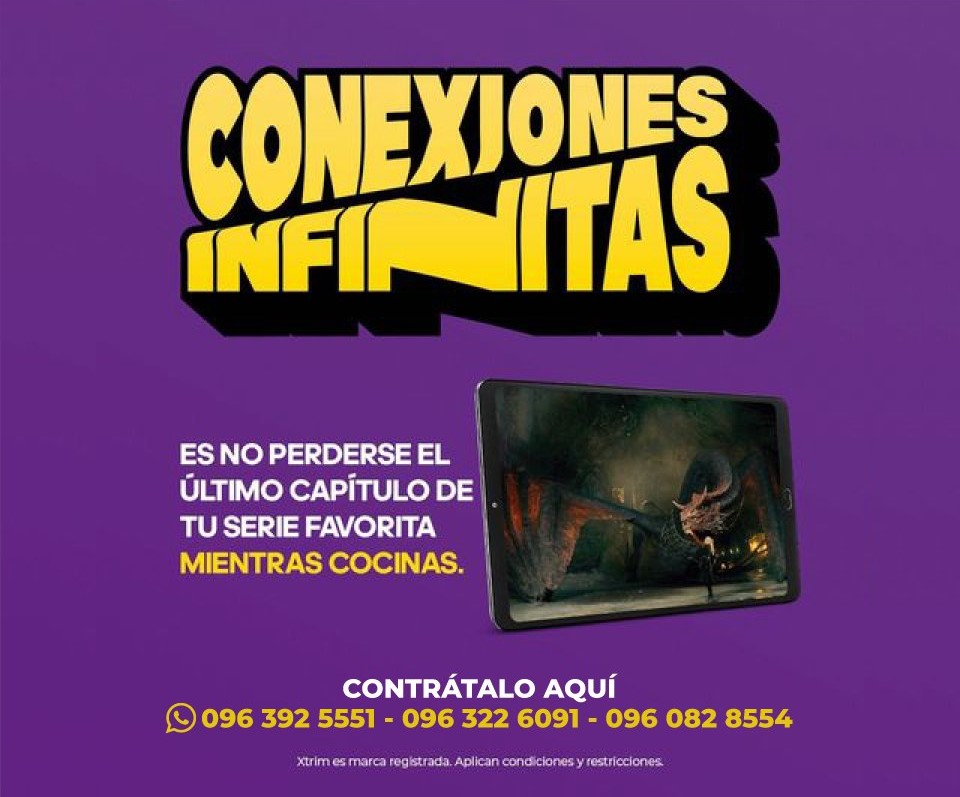 CONEXIONES
INFINITAS
ES NO PERDERSE EL
ÚLTIMO CAPÍTULO DE
TU SERIE FAVORITA
MIENTRAS COCINAS.
CONTRÁTALO AQUÍ
096 392 5551 - 096 322 6091 - 096 082 8554
Xtrim es marca registrada. Aplican condiciones y restricciones.